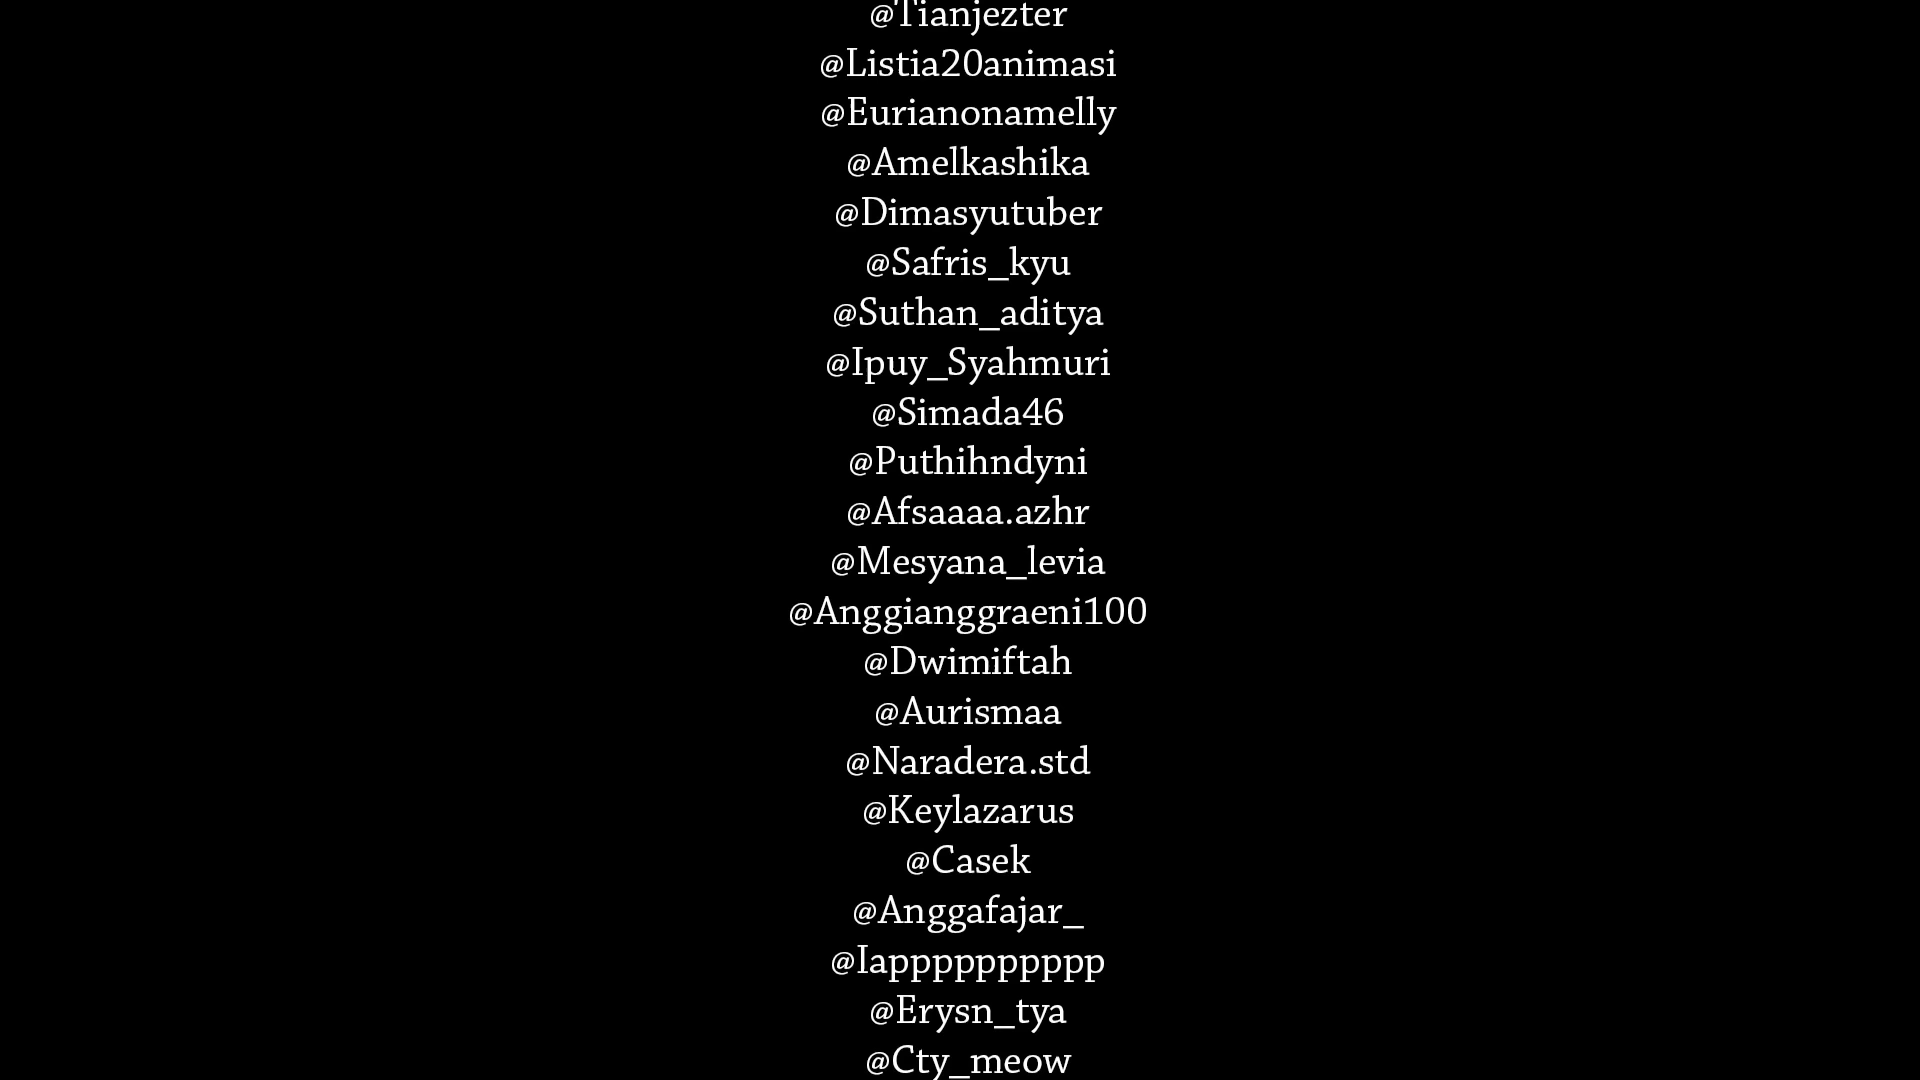 @Tianjezter
@Listia20animasi
@Eurianonamelly
@Amelkashika
@Dimasyutuber
@Safris_kyu
@Suthan_aditya
@Ipuy_Syahmuri
@Simada46
@Puthihndyni
@Afsaaaa.azhr
@Mesyana_levia
@Anggianggraeni100
@Dwimiftah
@Aurismaa
@Naradera.std
@Keylazarus
@Casek
@Anggafajar_
@Iapppppppppp
@Erysn_tya
@Cty_meow